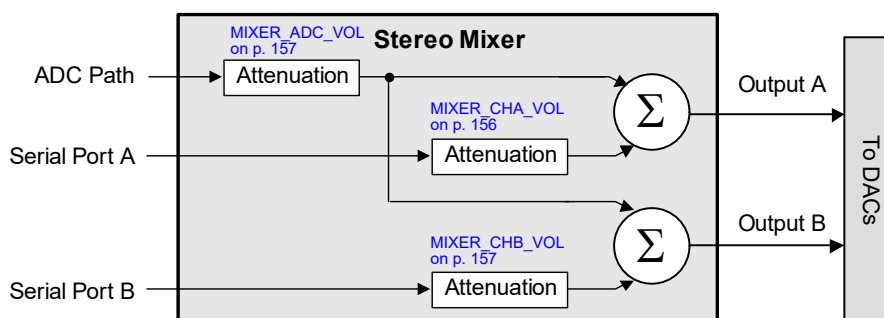 MIXER_ADC_VOL
on p. 157
Stereo Mixer
ADC Path
Attenuation
Output A
MIXER_CHA_VOL
on p. 156
Σ
Serial Port A
Attenuation
To DACs
Output B
MIXER_CHB_VOL
on p. 157
Σ
Serial Port B
Attenuation